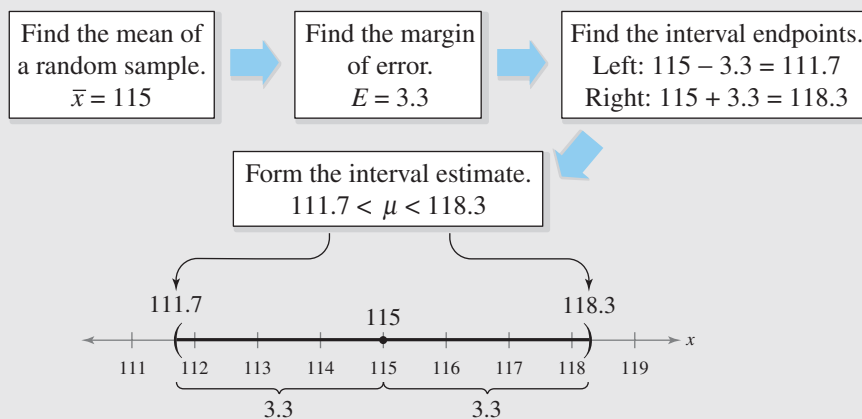 Find the mean of
a random sample.
x̄ = 115
Find the margin
of error.
E = 3.3
Find the interval endpoints.
Left: 115 – 3.3 = 111.7
Right: 115 + 3.3 = 118.3
Form the interval estimate.
111.7 < μ < 118.3
111.7
115
118.3
x
111 112 113 114 115 116 117 118 119
3.3 3.3